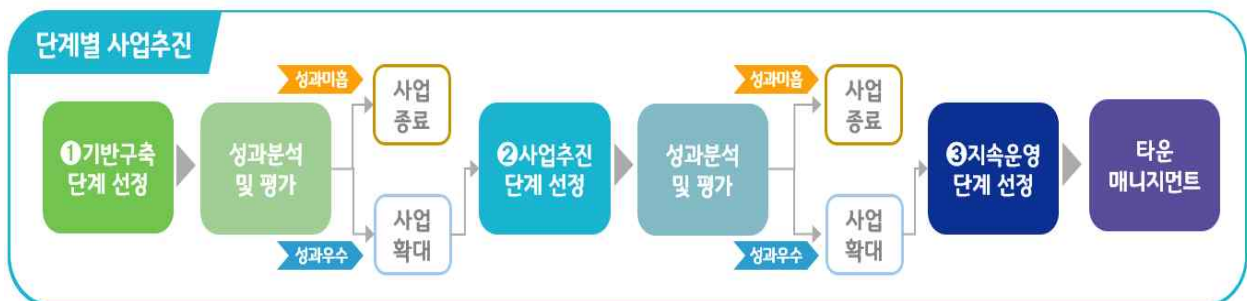 단계별 사업추진
❶기반구축
단계 선정
성과분석
및 평가
성과미흡
사업
종료
성과우수
사업
확대
❷사업추진
단계 선정
성과분석
및 평가
성과미흡
사업
종료
성과우수
사업
확대
❸지속운영
단계 선정
타운
매니지먼트